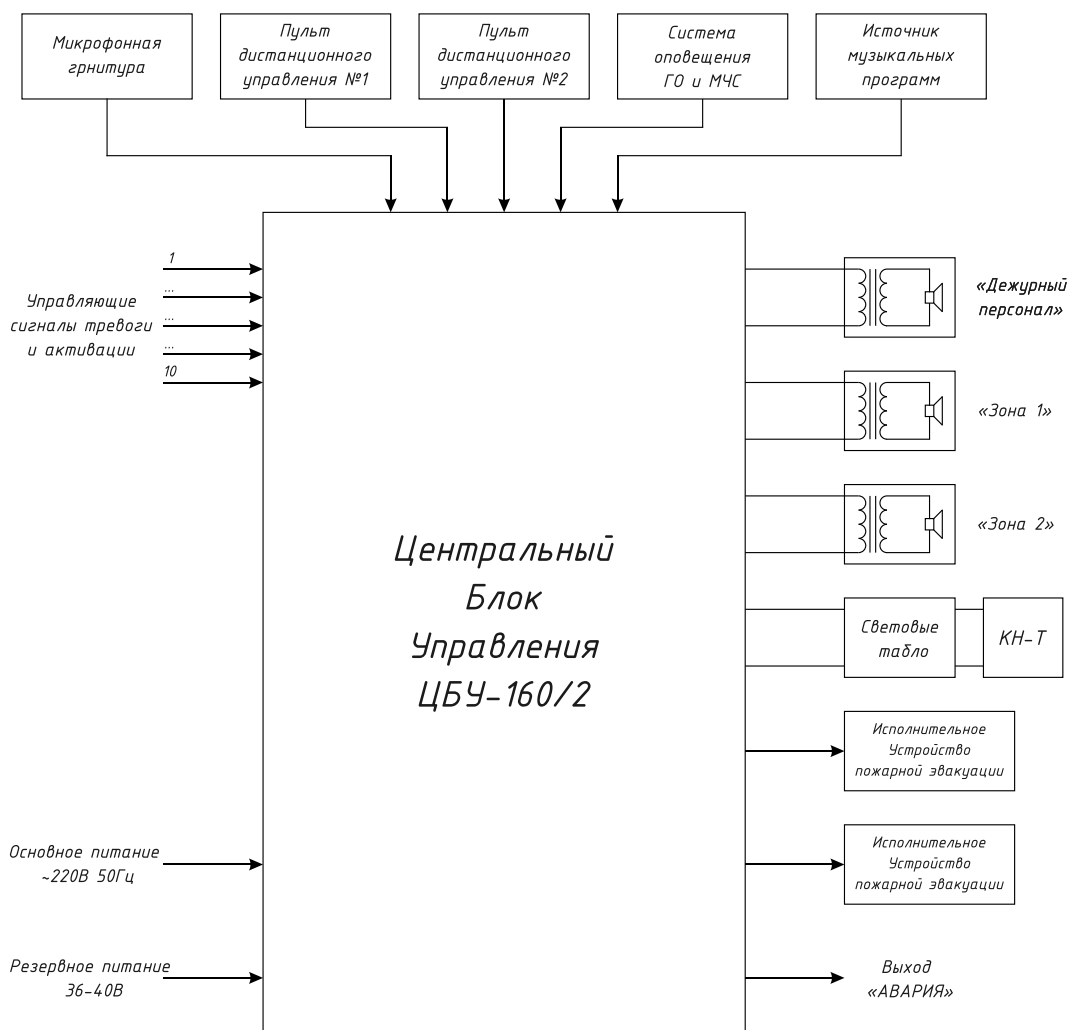 Микрофонная
грнитура
Пульт
дистанционного
управления №1
Пульт
дистанционного
управления №2
Система
оповещения
ГО и МЧС
Источник
музыкальных
программ
1
...
...
...
10
Управляющие
сигналы тревоги
и активации
«Дежурный
персонал»
«Зона 1»
«Зона 2»
Центральный
Блок
Управления
ЦБУ-160/2
Световые
табло
КН-Т
Исполнительное
Устройство
пожарной эвакуации
Основное питание
~220В 50Гц
Исполнительное
Устройство
пожарной эвакуации
Резервное питание
36-40В
Выход
«АВАРИЯ»